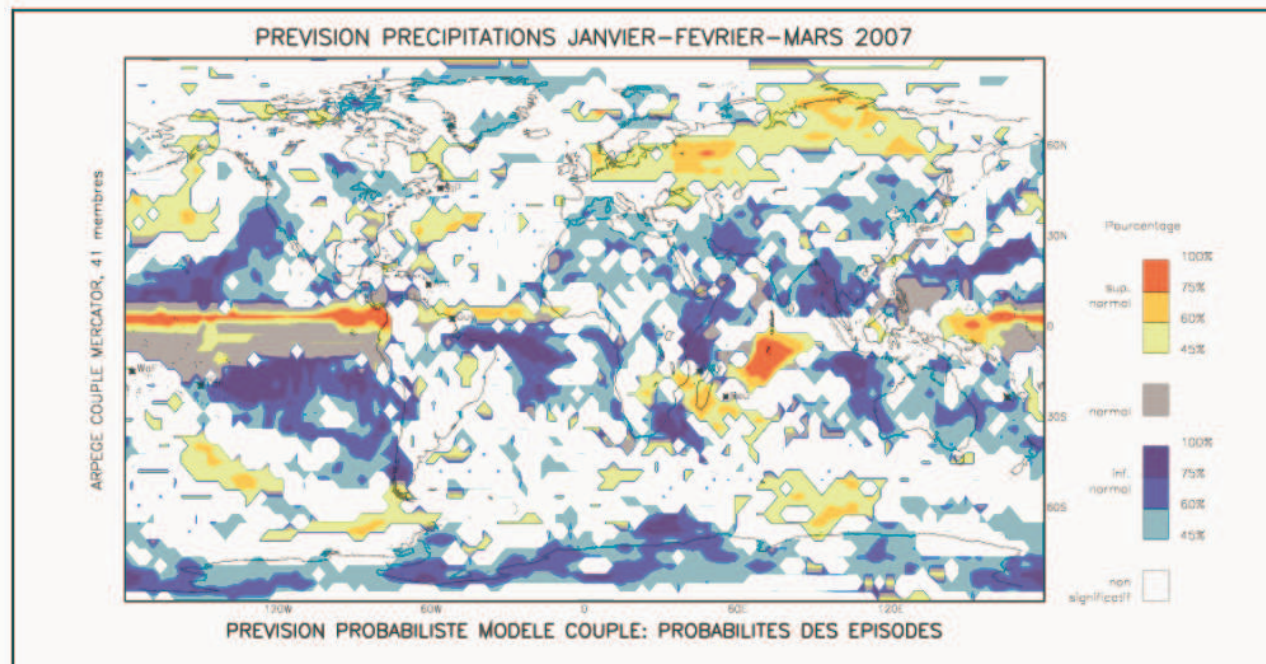 PREVISION PRECIPITATIONS JANVIER-FEVRIER-MARS 2007
ARPEGE COUPLE MERCATOR, 41 membres
60N
30N
0
30S
60S
120W
60W
0
60E
120E
Wal
Pourcentage
100%
sup.
normal
75%
60%
45%
normal
100%
inf.
normal
75%
60%
45%
non
significatif
PREVISION PROBABILISTE MODELE COUPLE: PROBABILITES DES EPISODES